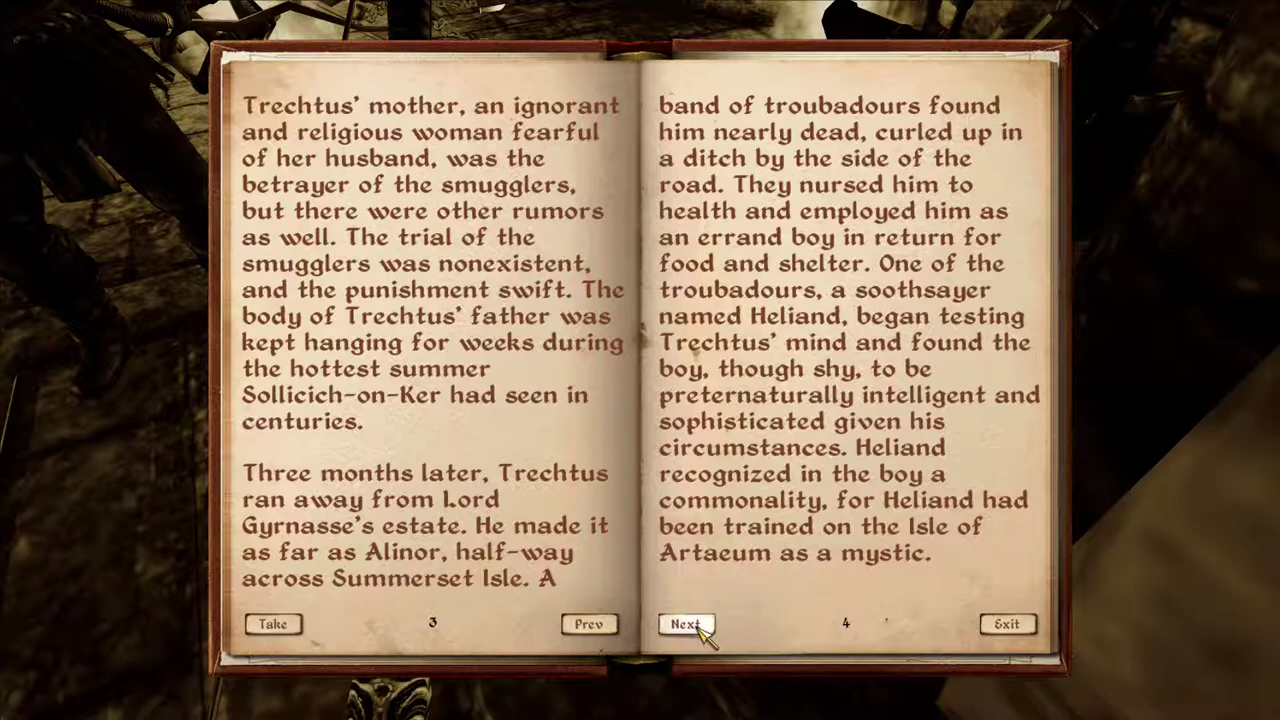 Trechtus' mother, an ignorant
and religious woman fearful
of her husband, was the
betrayer of the smugglers,
but there were other rumors
as well. The trial of the
smugglers was nonexistent,
and the punishment swift. The
body of Trechtus' father was
kept hanging for weeks during
the hottest summer
Sollicich-on-Ker had seen in
centuries.
Three months later, Trechtus
ran away from Lord
Gyrnasse's estate. He made it
as far as Alinor, half-way
across Summerset Isle. A
band of troubadours found
him nearly dead, curled up in
a ditch by the side of the
road. They nursed him to
health and employed him as
an errand boy in return for
food and shelter. One of the
troubadours, a soothsayer
named Heliand, began testing
Trechtus' mind and found the
boy, though shy, to be
preternaturally intelligent and
sophisticated given his
circumstances. Heliand
recognized in the boy a
commonality, for Heliand had
been trained on the Isle of
Artaeum as a mystic.
Take 3 Prev Next 4 Exit